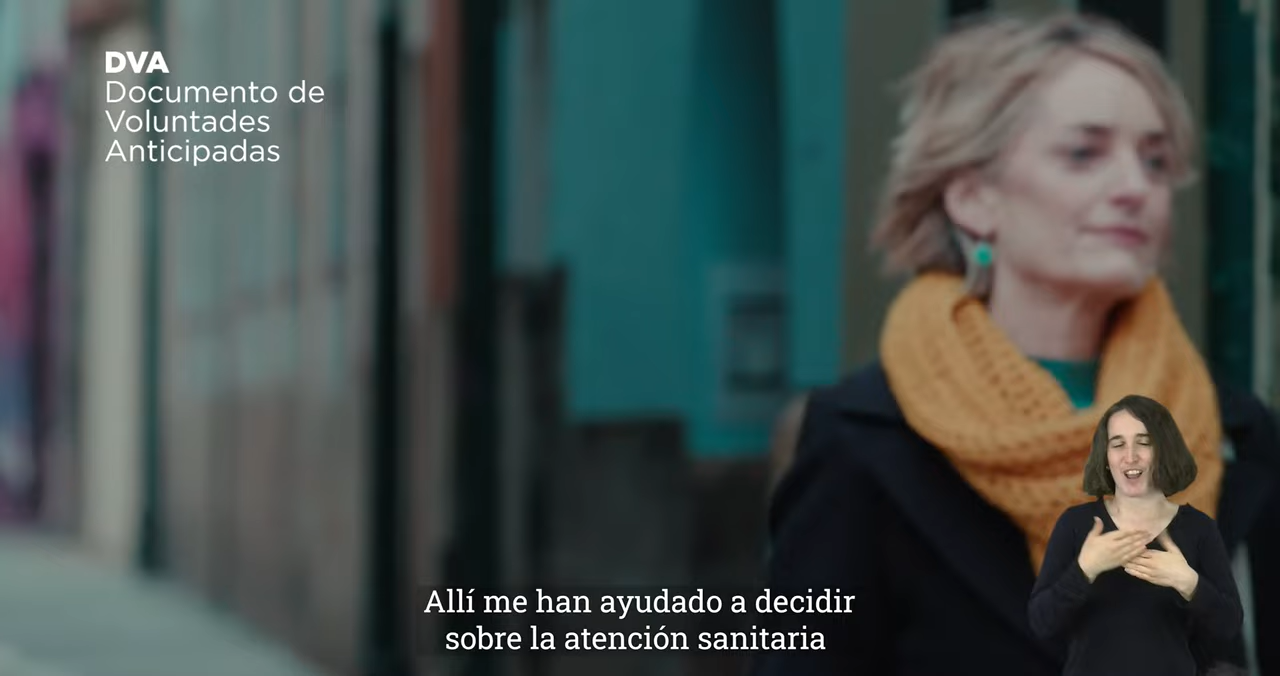 DVA
Documento de
Voluntades
Anticipadas
Allí me han ayudado a decidir
sobre la atención sanitaria